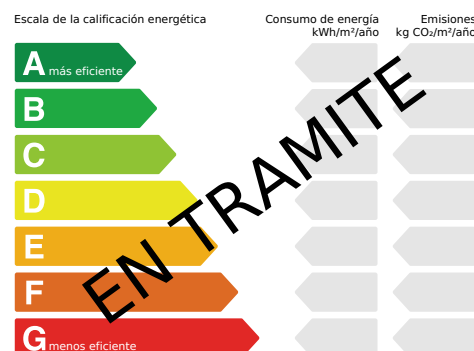 Escala de la calificación energética
Consumo de energía
kWh/m²/año
Emisiones
kg CO₂/m²/año
A más eficiente
B
C
D
E
F
G menos eficiente
EN TRAMITE